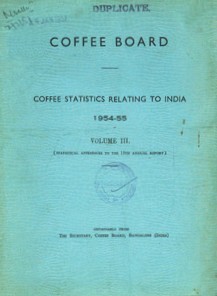 DUPLICATE.
COFFEE BOARD
COFFEE STATISTICS RELATING TO INDIA
1954-55
VOLUME III.
(STATISTICAL APPENDICES TO THE 15TH ANNUAL REPORT)
OBTAINABLE FROM
THE SECRETARY, COFFEE BOARD, BANGALORE (INDIA)